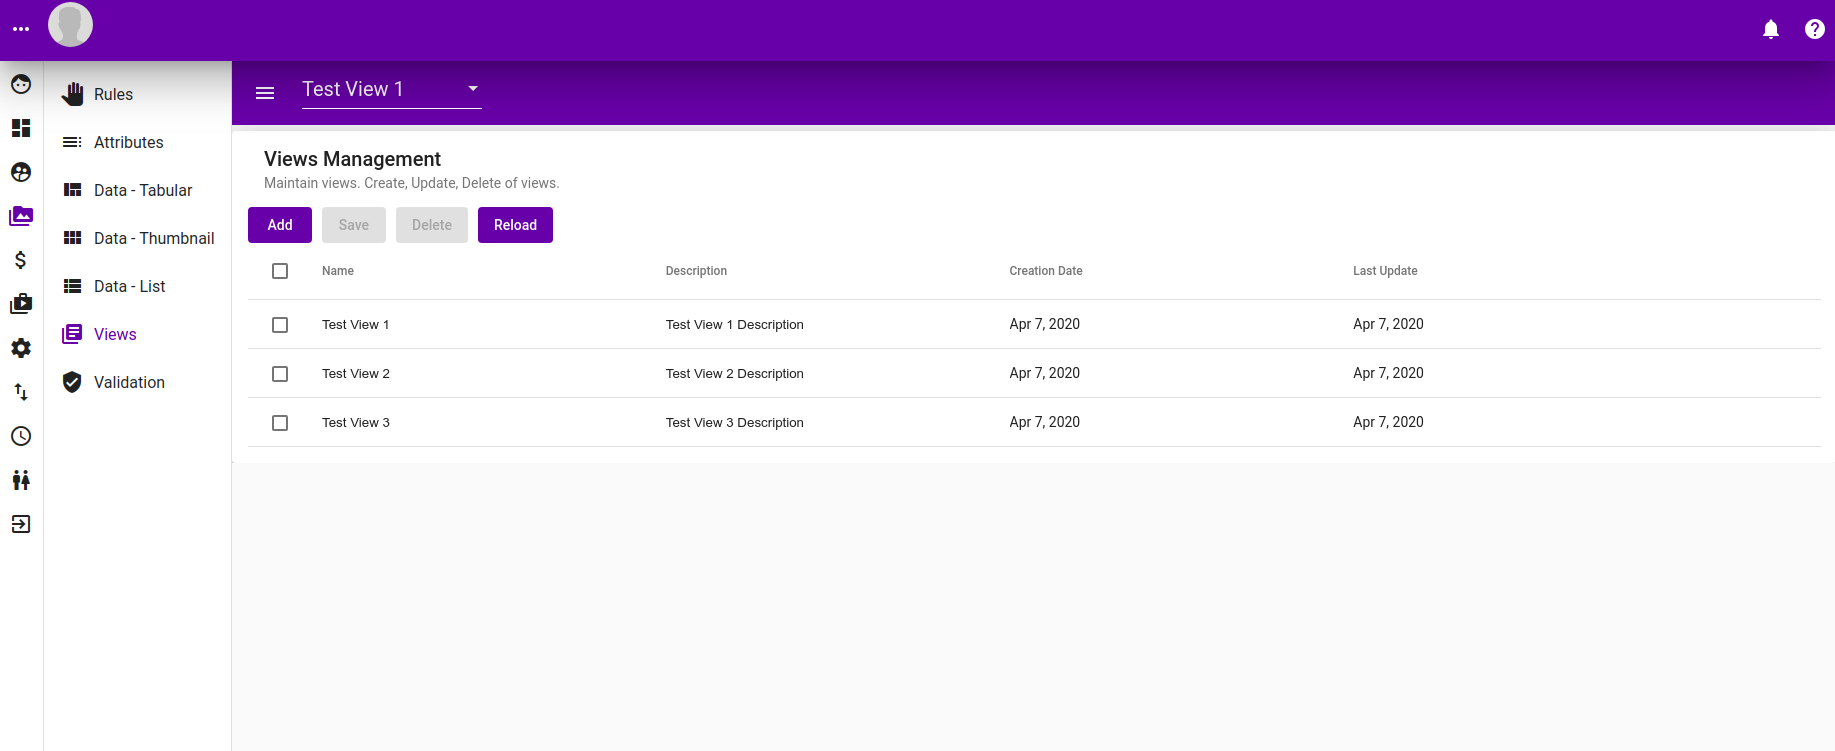 Test View 1
Rules
Attributes
Data - Tabular
Data - Thumbnail
Data - List
Views
Validation
Views Management
Maintain views. Create, Update, Delete of views.
Add Save Delete Reload
Name Description Creation Date Last Update
Test View 1 Test View 1 Description Apr 7, 2020 Apr 7, 2020
Test View 2 Test View 2 Description Apr 7, 2020 Apr 7, 2020
Test View 3 Test View 3 Description Apr 7, 2020 Apr 7, 2020